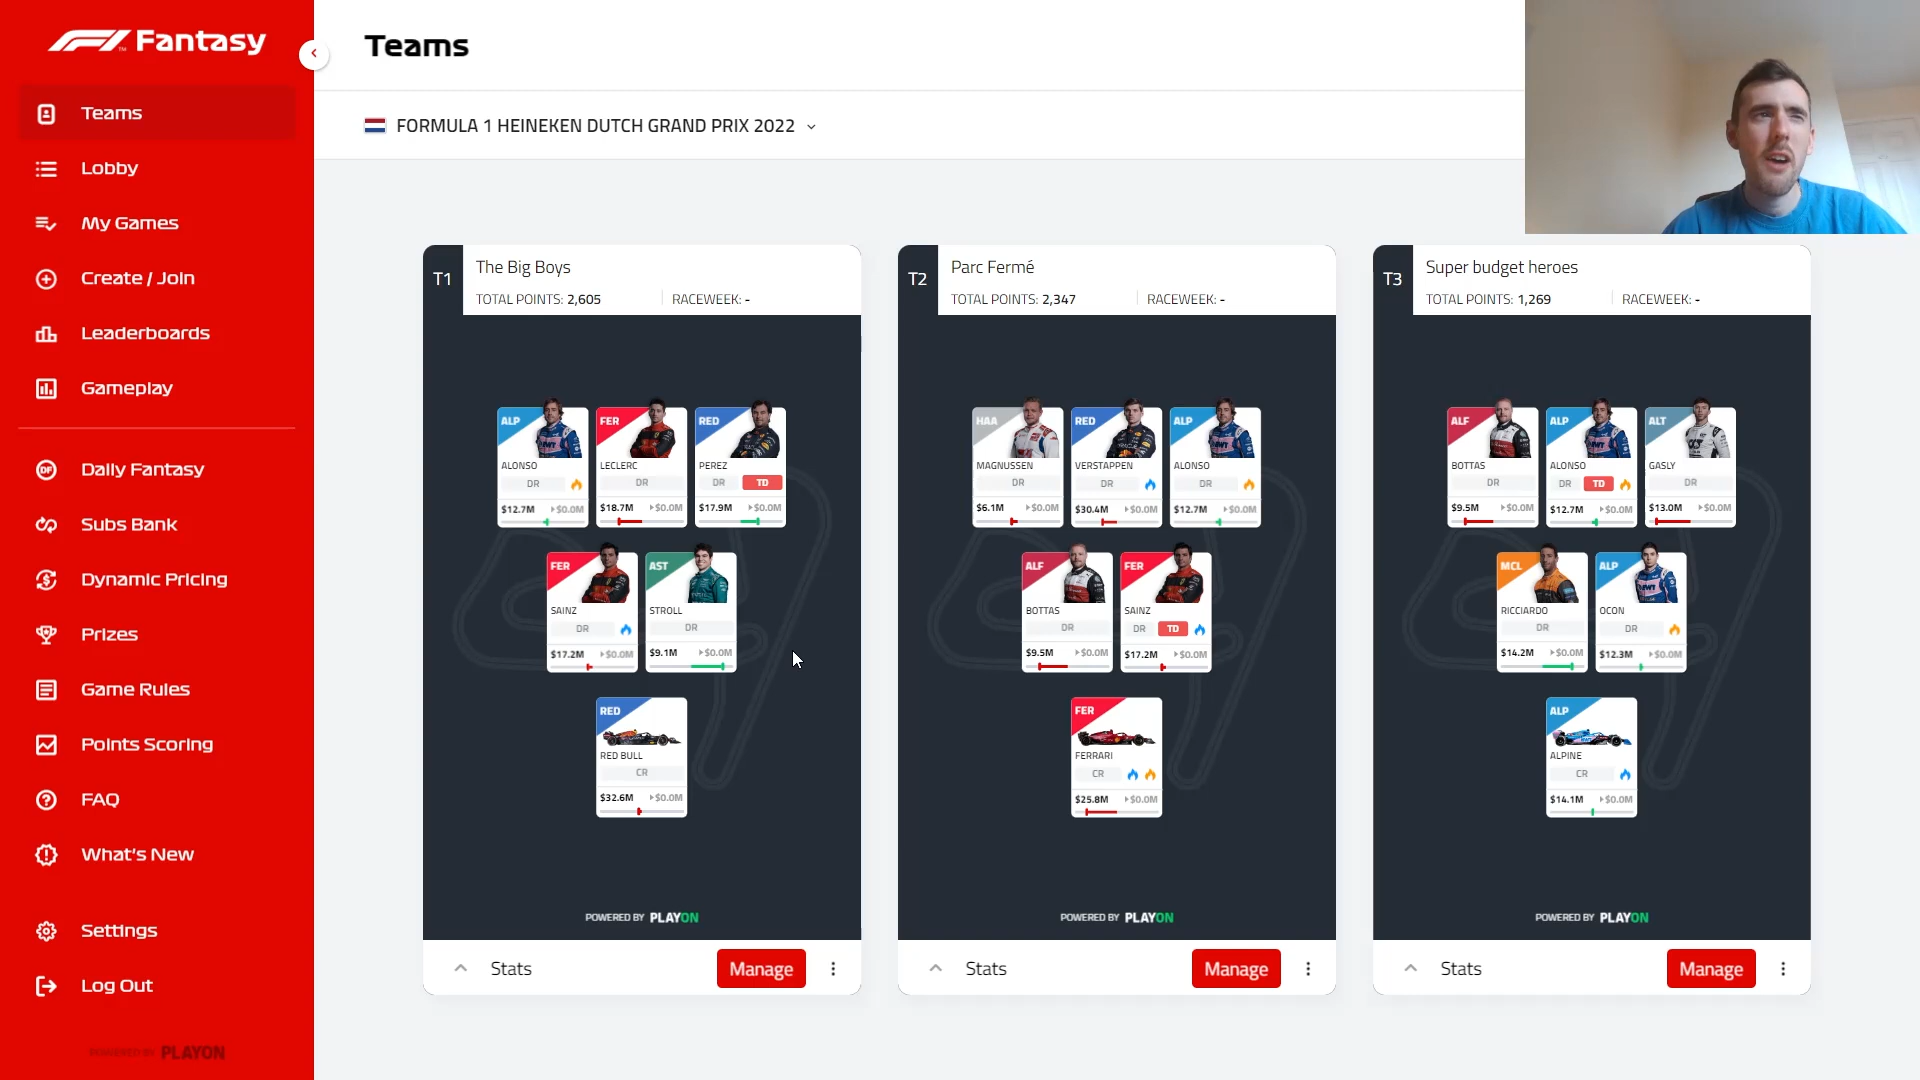 F1 Fantasy
Teams
Lobby
My Games
Create / Join
Leaderboards
Gameplay
Daily Fantasy
Subs Bank
Dynamic Pricing
Prizes
Game Rules
Points Scoring
FAQ
What's New
Settings
Log Out
POWERED BY PLAYON
Teams
FORMULA 1 HEINEKEN DUTCH GRAND PRIX 2022
T1 The Big Boys
TOTAL POINTS: 2,605 RACEWEEK: -
ALP FER RED
ALONSO LECLERC PEREZ
DR DR DR TD
$12.7M $0.0M $18.7M $0.0M $17.9M $0.0M
FER AST
SAINZ STROLL
DR DR
$17.2M $0.0M $9.1M $0.0M
RED
RED BULL
CR
$32.6M $0.0M
POWERED BY PLAYON
Stats Manage
T2 Parc Fermé
TOTAL POINTS: 2,347 RACEWEEK: -
HAA RED ALP
MAGNUSSEN VERSTAPPEN ALONSO
DR DR DR
$6.1M $0.0M $30.4M $0.0M $12.7M $0.0M
ALF FER
BOTTAS SAINZ
DR DR TD
$9.5M $0.0M $17.2M $0.0M
FER
FERRARI
CR
$25.8M $0.0M
POWERED BY PLAYON
Stats Manage
T3 Super budget heroes
TOTAL POINTS: 1,269 RACEWEEK: -
ALF ALP ALT
BOTTAS ALONSO GASLY
DR DR TD DR
$9.5M $0.0M $12.7M $0.0M $13.0M $0.0M
MCL ALP
RICCIARDO OCON
DR DR
$14.2M $0.0M $12.3M $0.0M
ALP
ALPINE
CR
$14.1M $0.0M
POWERED BY PLAYON
Stats Manage